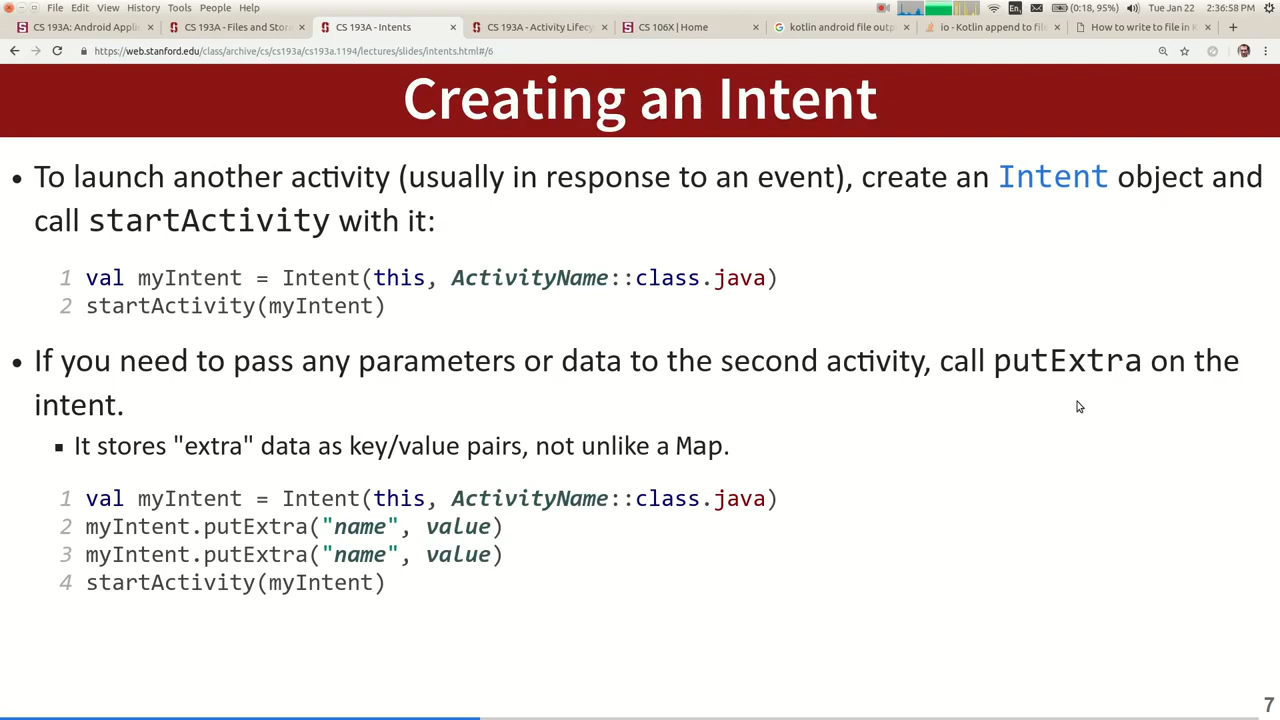 File Edit View History Tools People Help
En
(0:18, 95%)
Tue Jan 22 2:36:58 PM
CS 193A: Android Appli
CS 193A - Files and Stora
CS 193A - Intents
CS 193A - Activity Lifecy
CS 106X | Home
kotlin android file outp
io - Kotlin append to fil
How to write to file in K
https://web.stanford.edu/class/archive/cs/cs193a/cs193a.1194/lectures/slides/intents.html#/6
Creating an Intent
• To launch another activity (usually in response to an event), create an Intent object and
call startActivity with it:
1 val myIntent = Intent(this, ActivityName::class.java)
2 startActivity(myIntent)
• If you need to pass any parameters or data to the second activity, call putExtra on the
intent.
▪ It stores "extra" data as key/value pairs, not unlike a Map.
1 val myIntent = Intent(this, ActivityName::class.java)
2 myIntent.putExtra("name", value)
3 myIntent.putExtra("name", value)
4 startActivity(myIntent)
7